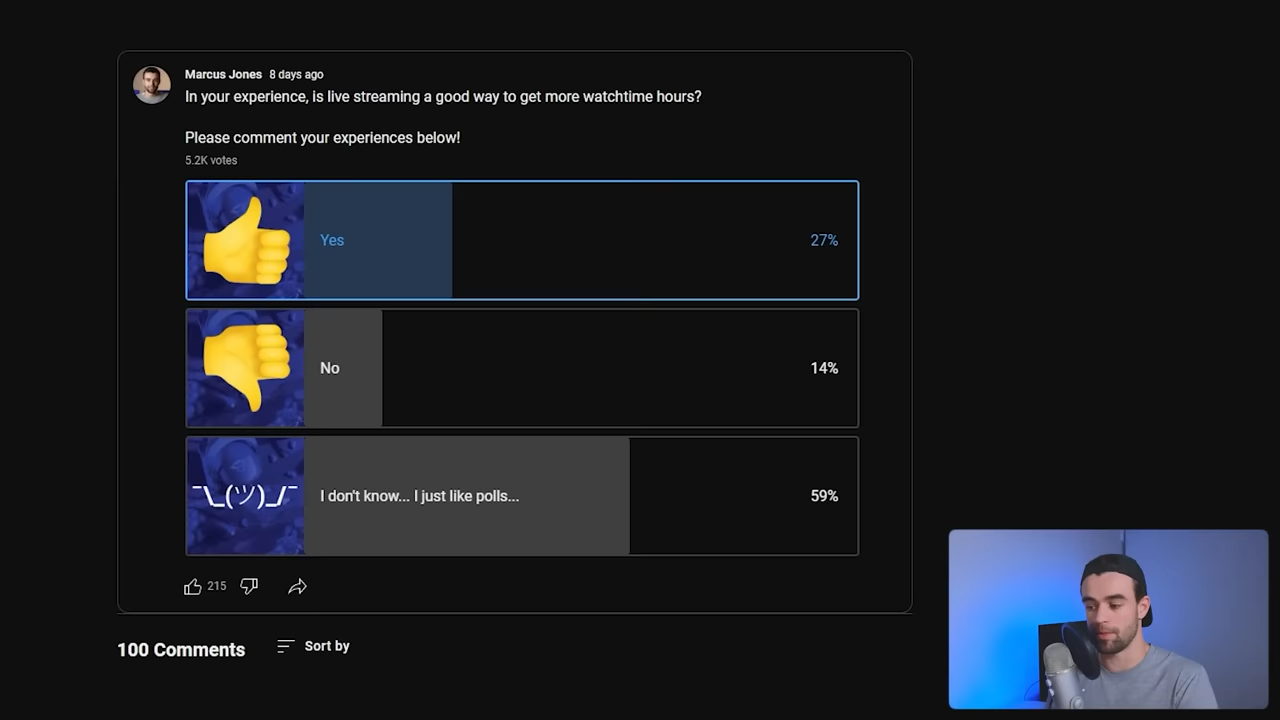 Marcus Jones 8 days ago
In your experience, is live streaming a good way to get more watchtime hours?
Please comment your experiences below!
5.2K votes
Yes 27%
No 14%
¯\_(ツ)_/¯ I don't know... I just like polls... 59%
215
100 Comments Sort by